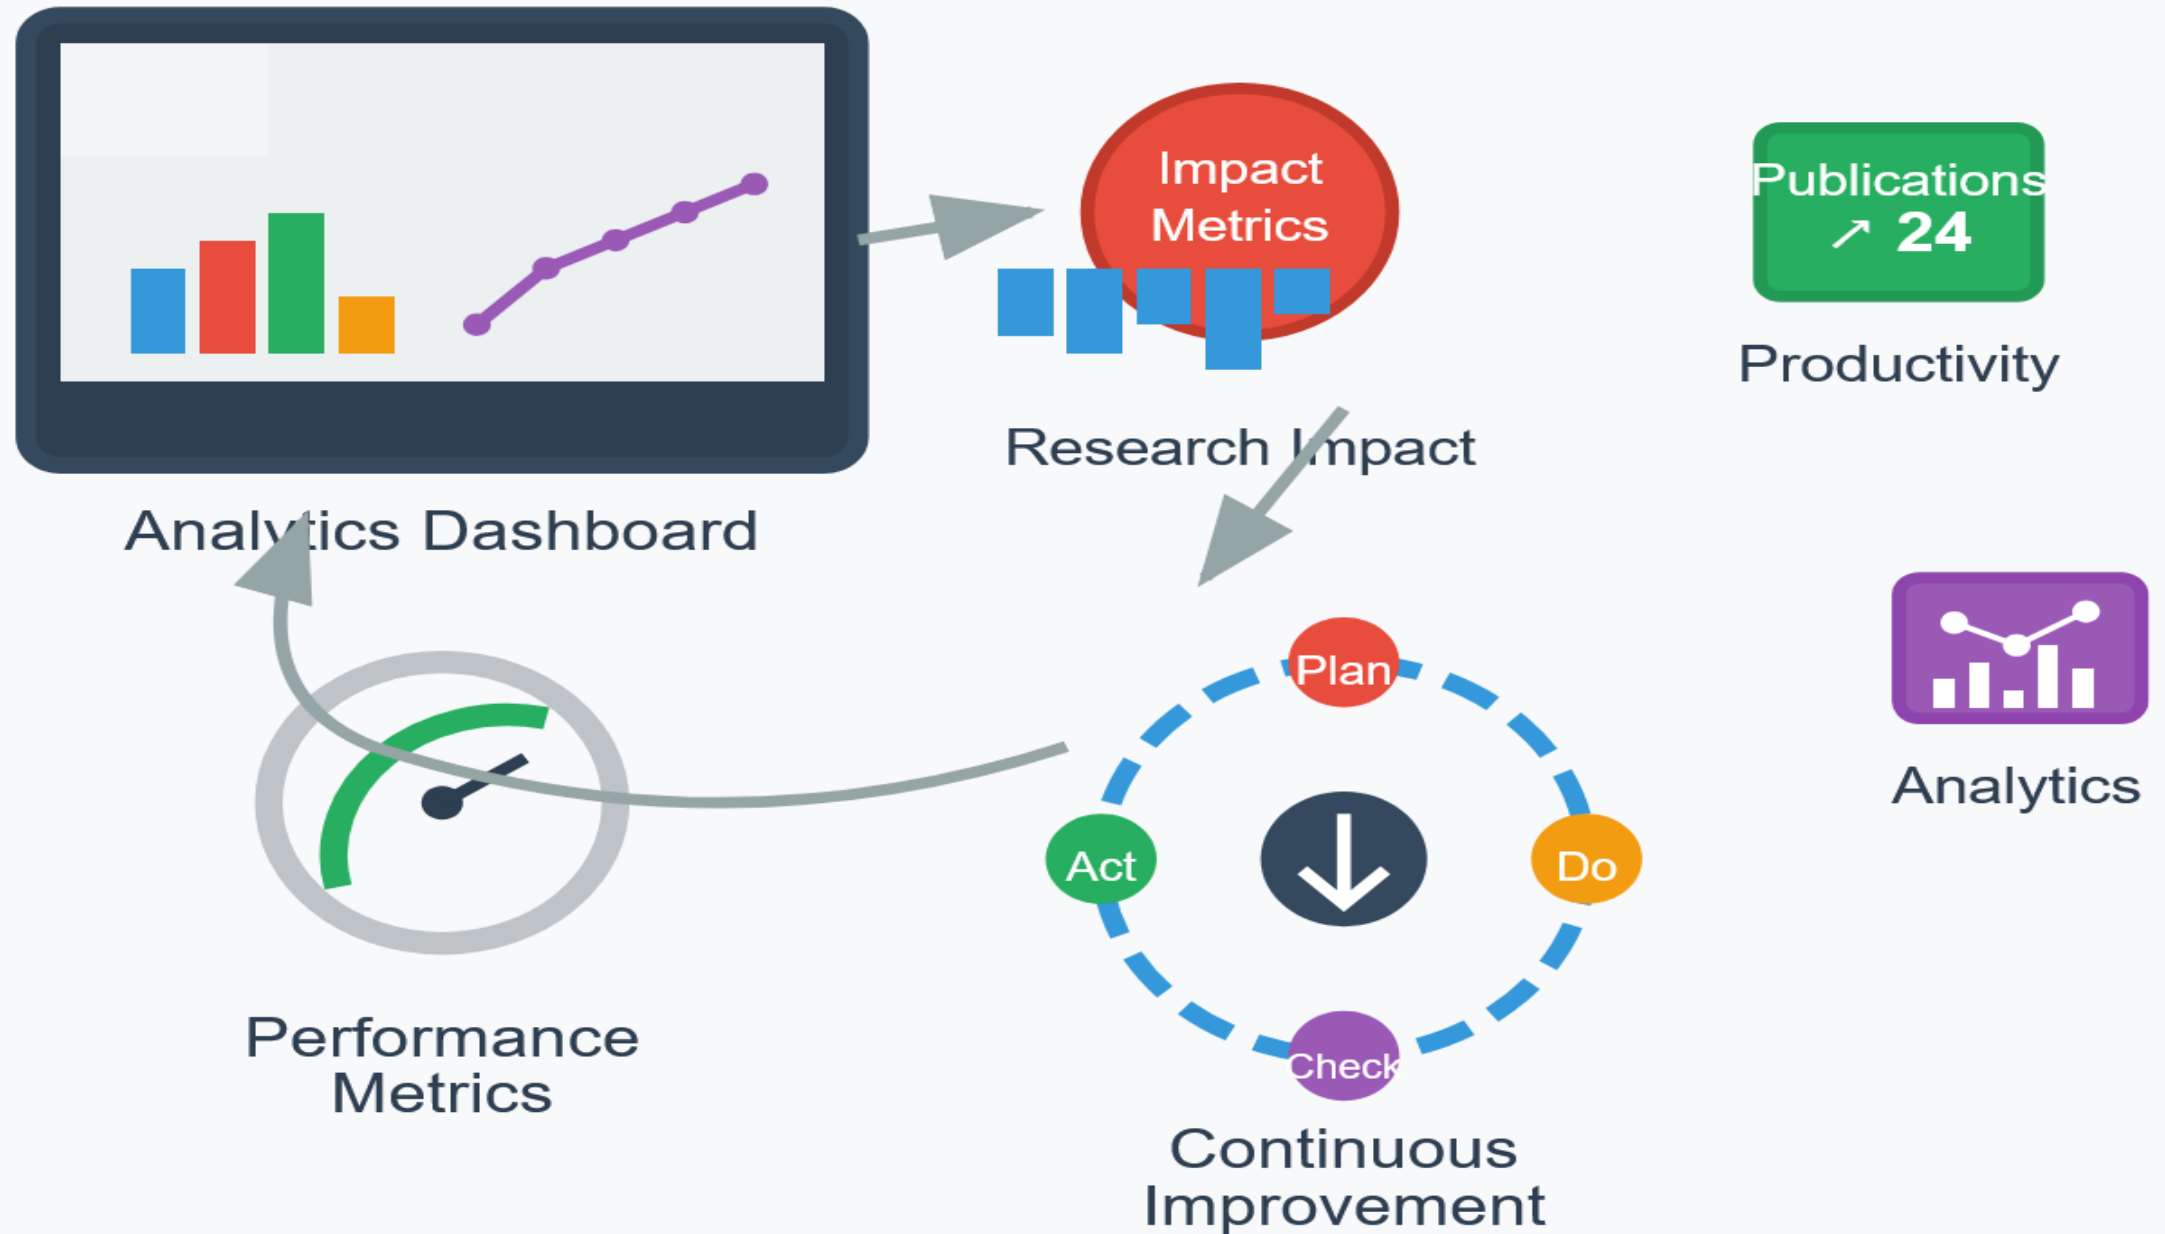 Impact
Metrics
Publications
↗ 24
Productivity
Research Impact
Analytics Dashboard
Plan
Analytics
Act
Do
Check
Performance
Metrics
Continuous
Improvement